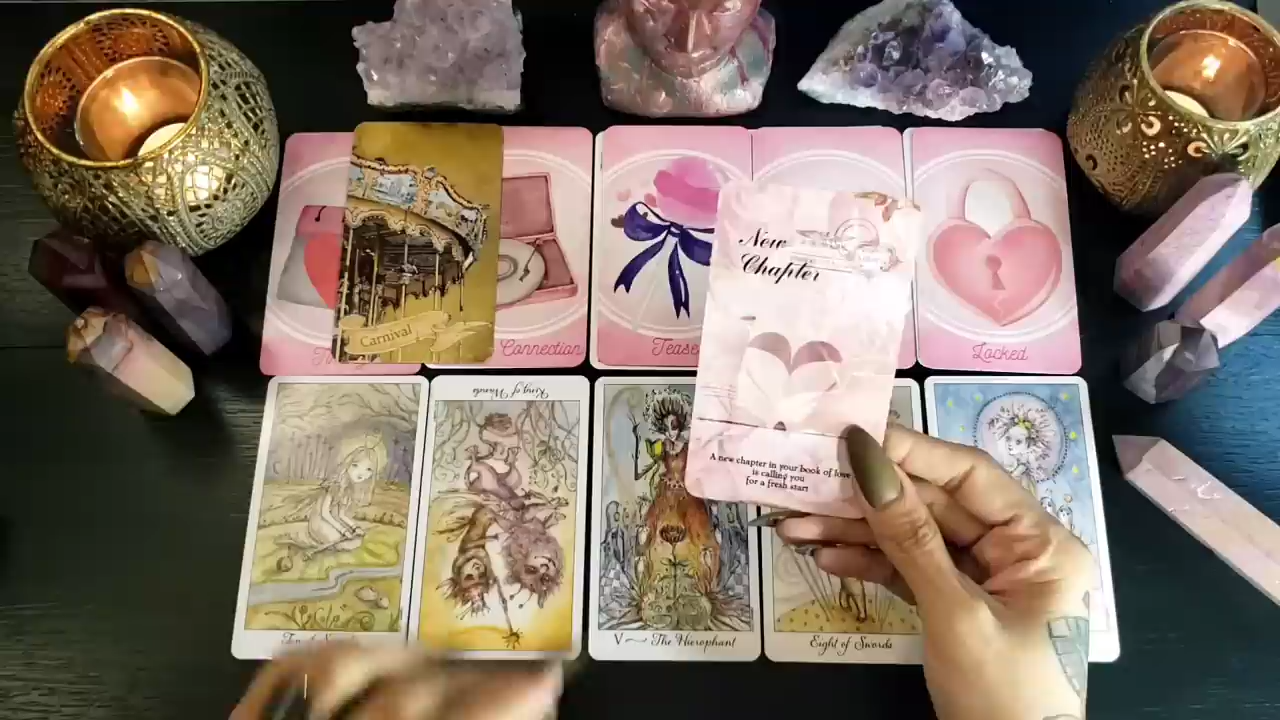 New
Chapter
Carnival
Connection
Locked
A new chapter in your book of love
is calling you
for a fresh start
King of Wands
V The Hierophant
Eight of Swords